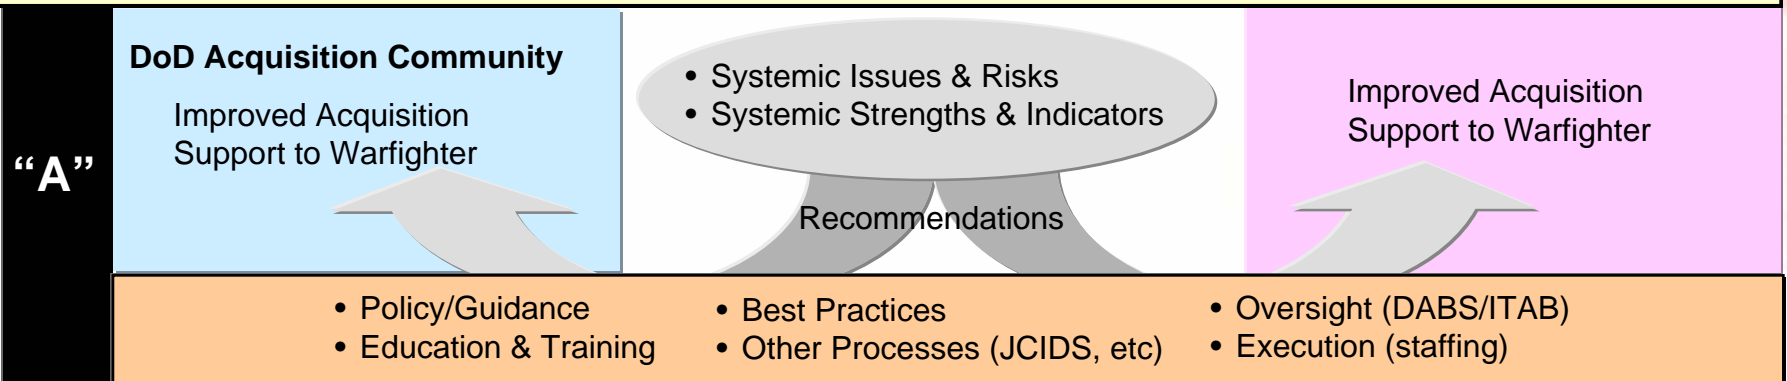 “A”
DoD Acquisition Community
Improved Acquisition
Support to Warfighter
• Systemic Issues & Risks
• Systemic Strengths & Indicators
Recommendations
Improved Acquisition
Support to Warfighter
• Policy/Guidance
• Education & Training
• Best Practices
• Other Processes (JCIDS, etc)
• Oversight (DABS/ITAB)
• Execution (staffing)